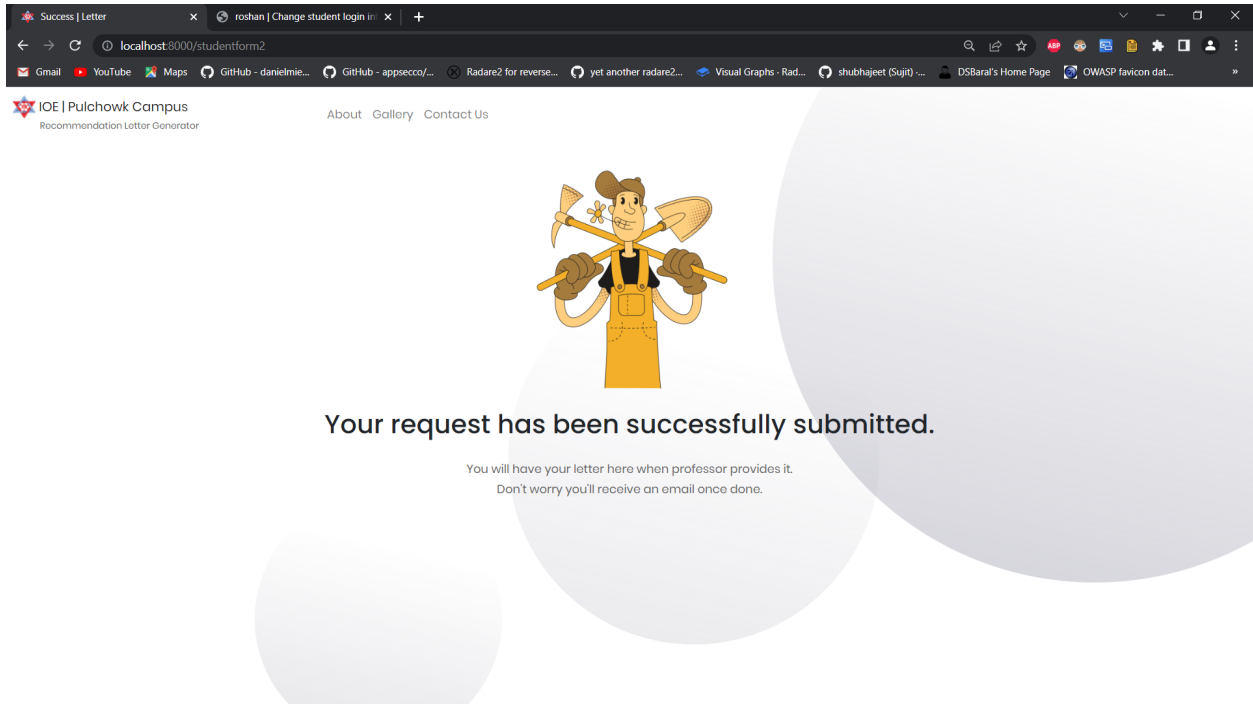 Success | Letter
roshan | Change student login in
localhost:8000/studentform2
ABP
Gmail
YouTube
Maps
GitHub - danielmie...
GitHub - appsecco/...
Radare2 for reverse...
yet another radare2...
Visual Graphs · Rad...
shubhajeet (Sujit) ·...
DSBaral's Home Page
OWASP favicon dat...
»
IOE | Pulchowk Campus
Recommendation Letter Generator
About Gallery Contact Us
Your request has been successfully submitted.
You will have your letter here when professor provides it.
Don't worry you'll receive an email once done.